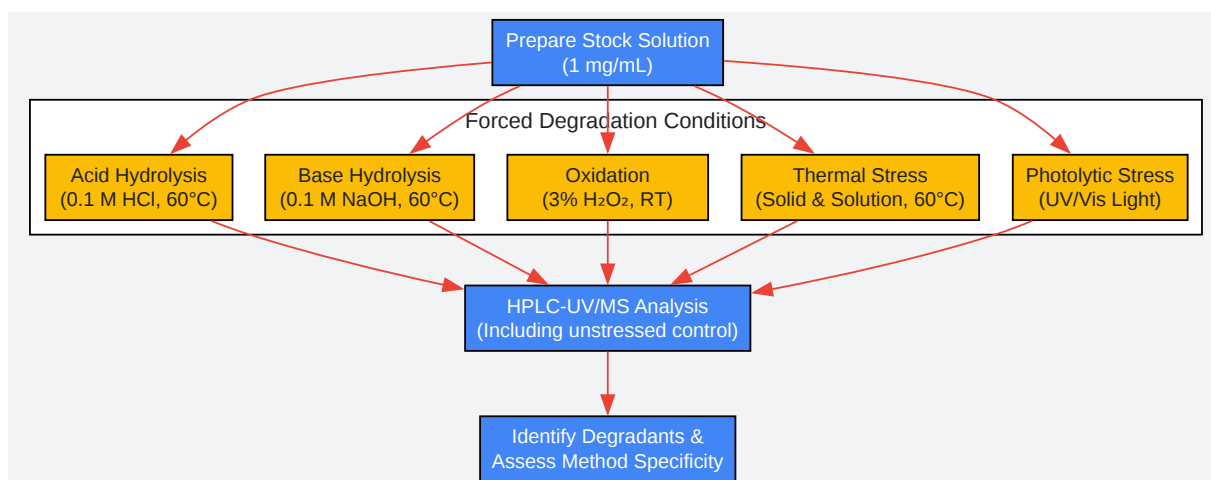 Prepare Stock Solution
(1 mg/mL)
Forced Degradation Conditions
Acid Hydrolysis
(0.1 M HCl, 60°C)
Base Hydrolysis
(0.1 M NaOH, 60°C)
Oxidation
(3% H₂O₂, RT)
Thermal Stress
(Solid & Solution, 60°C)
Photolytic Stress
(UV/Vis Light)
HPLC-UV/MS Analysis
(Including unstressed control)
Identify Degradants &
Assess Method Specificity